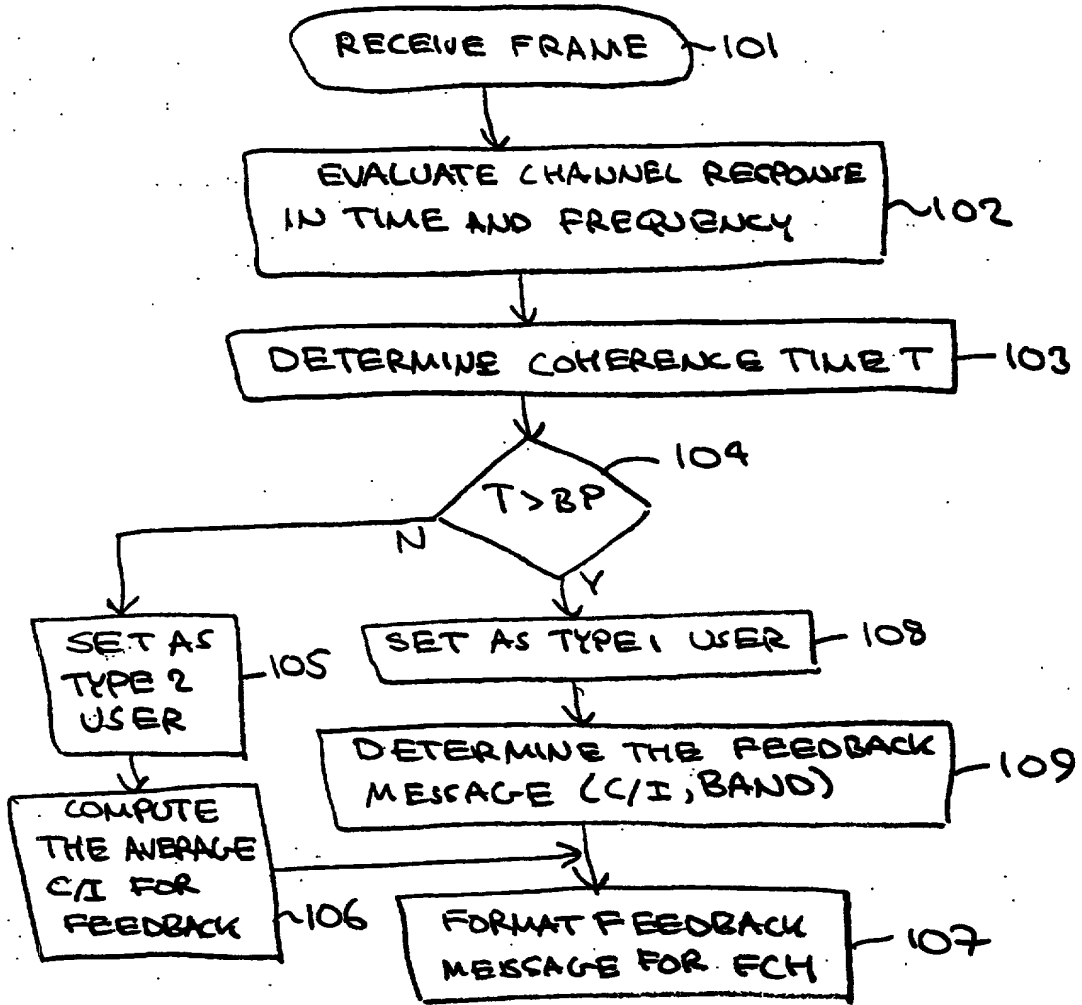 RECEIVE FRAME
101
EVALUATE CHANNEL RESPONSE
IN TIME AND FREQUENCY
102
DETERMINE COHERENCE TIME T
103
104
T > BP
N
Y
SET AS
TYPE 2
USER
105
SET AS TYPE 1 USER
108
DETERMINE THE FEEDBACK
MESSAGE (C/I, BAND)
109
COMPUTE
THE AVERAGE
C/I FOR
FEEDBACK
106
FORMAT FEEDBACK
MESSAGE FOR FCH
107